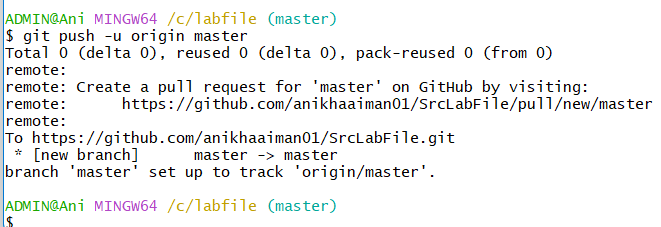 ADMIN@Ani MINGW64 /c/labfile (master)
$ git push -u origin master
Total 0 (delta 0), reused 0 (delta 0), pack-reused 0 (from 0)
remote:
remote: Create a pull request for 'master' on GitHub by visiting:
remote:      https://github.com/anikhaaiman01/SrcLabFile/pull/new/master
remote:
To https://github.com/anikhaaiman01/SrcLabFile.git
 * [new branch]      master -> master
branch 'master' set up to track 'origin/master'.
ADMIN@Ani MINGW64 /c/labfile (master)
$